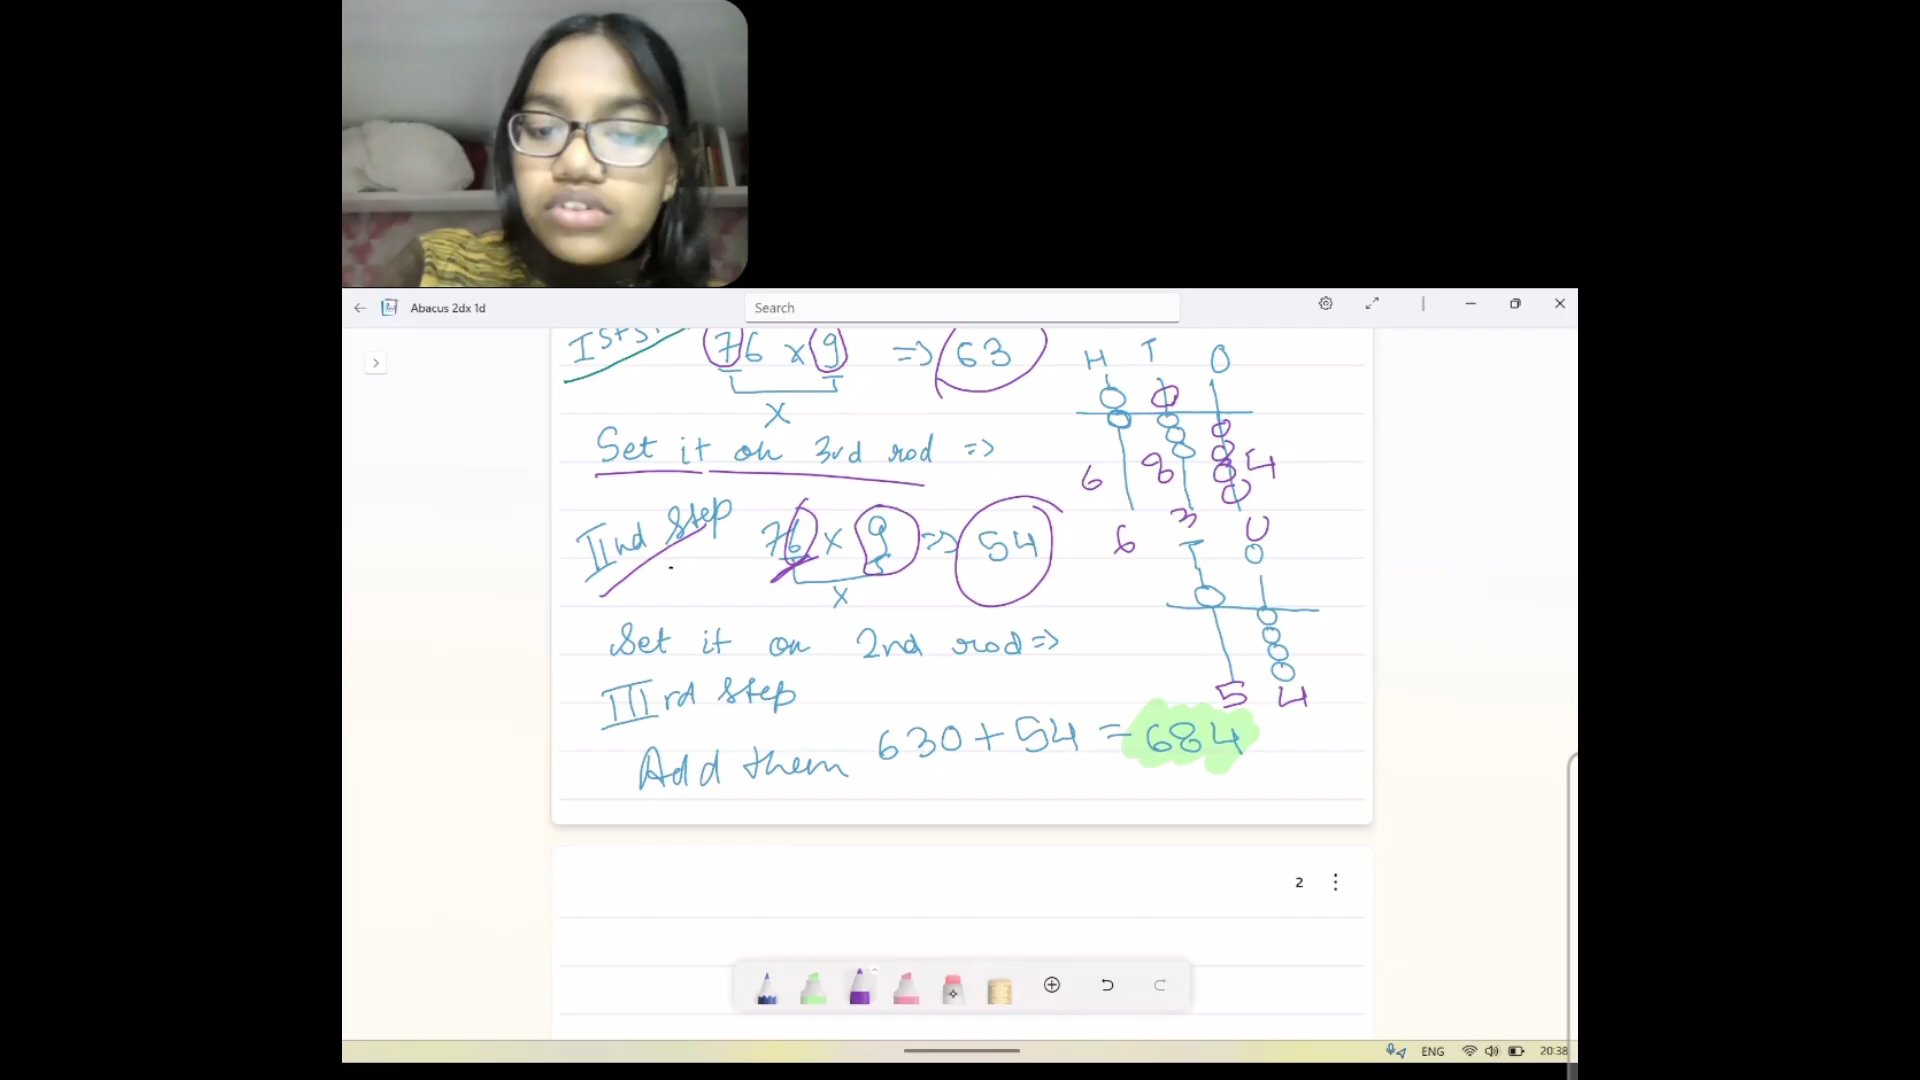 Abacus 2dx 1d
Search
Ist
76 x 9 => 63
X
H T O
Set it on 3rd rod =>
6 8 4
6 3 0
IInd Step 76 x 9 => 54
X
T O
Set it on 2nd rod =>
5 4
IIIrd step
Add them 630 + 54 = 684
2
ENG
20:38